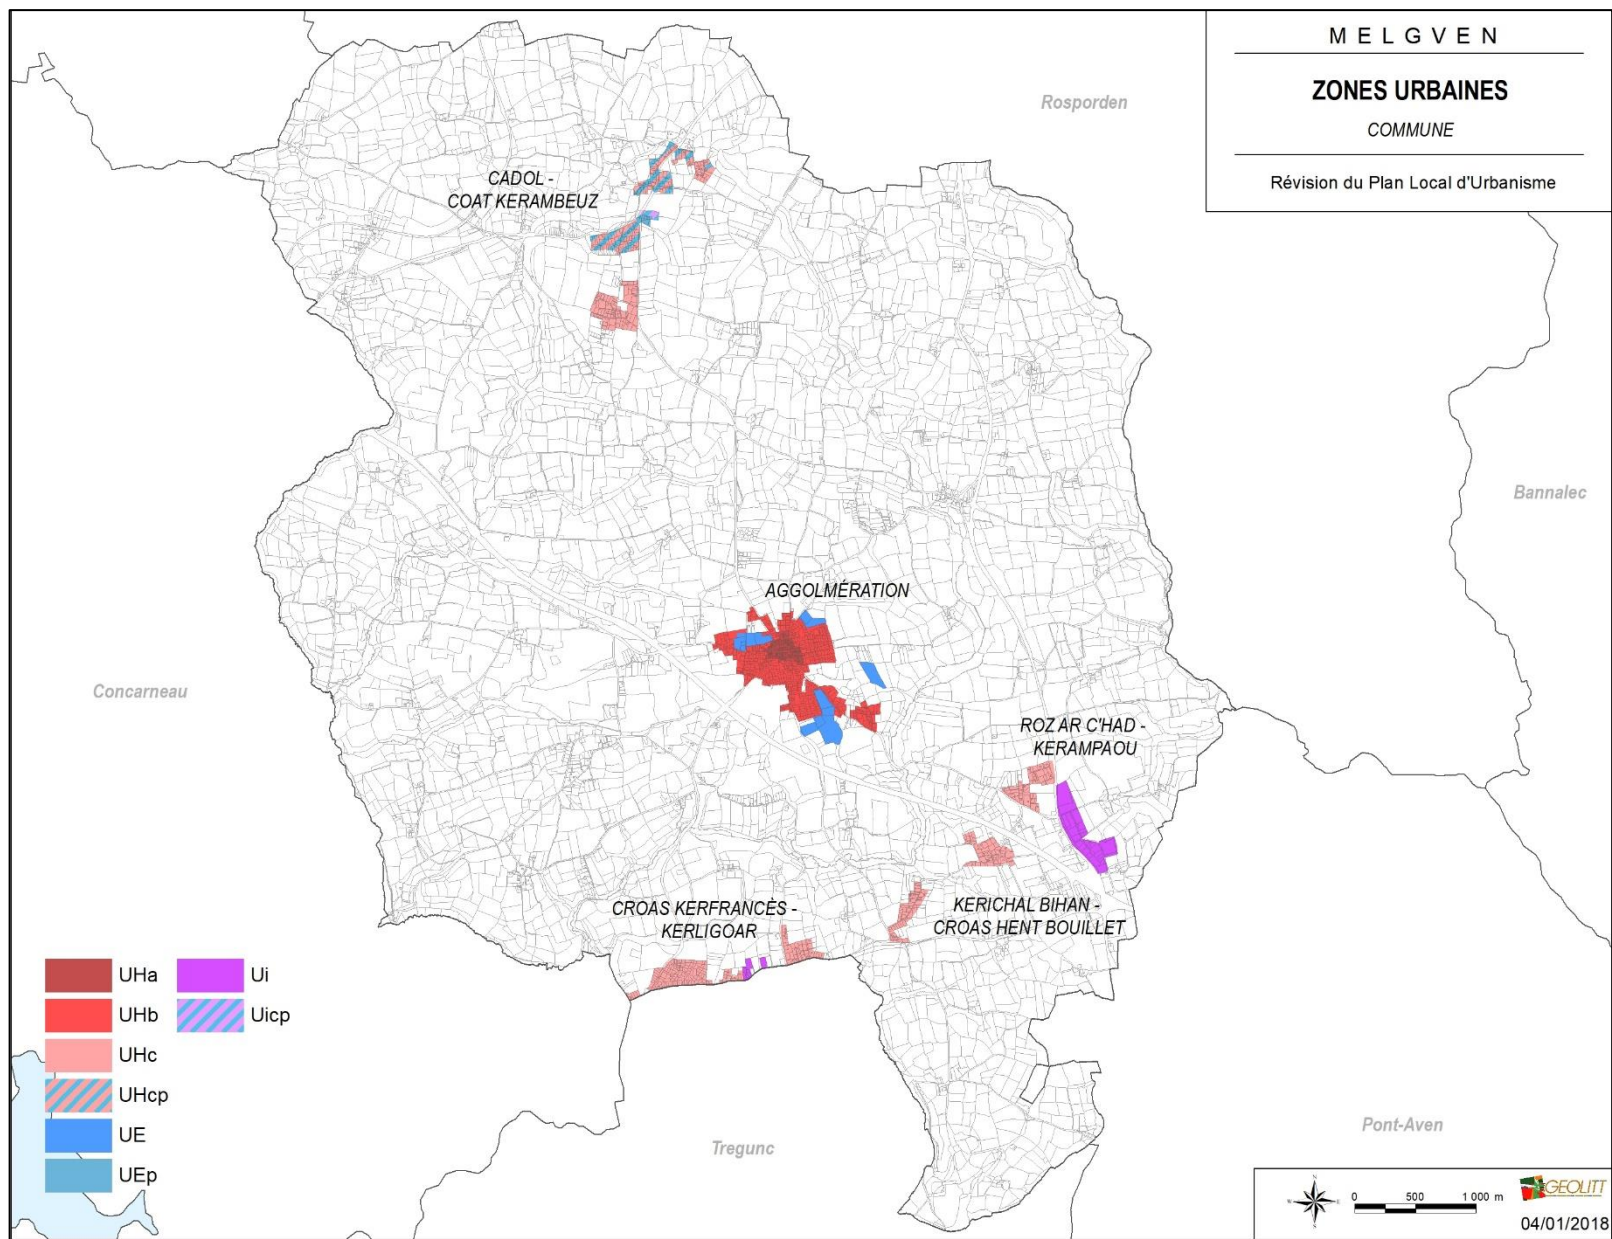 MELGVEN
ZONES URBAINES
COMMUNE
Révision du Plan Local d'Urbanisme
Rosporden
CADOL -
COAT KERAMBEUZ
Bannalec
AGGOLMÉRATION
Concarneau
ROZ AR C'HAD -
KERAMPAOU
CROAS KERFRANCÈS -
KERLIGOAR
KERICHAL BIHAN -
CROAS HENT BOUILLET
UHa
UHb
UHc
UHcp
UE
UEp
Ui
Uicp
Tregunc
Pont-Aven
0 500 1 000 m
GEOLITT
04/01/2018